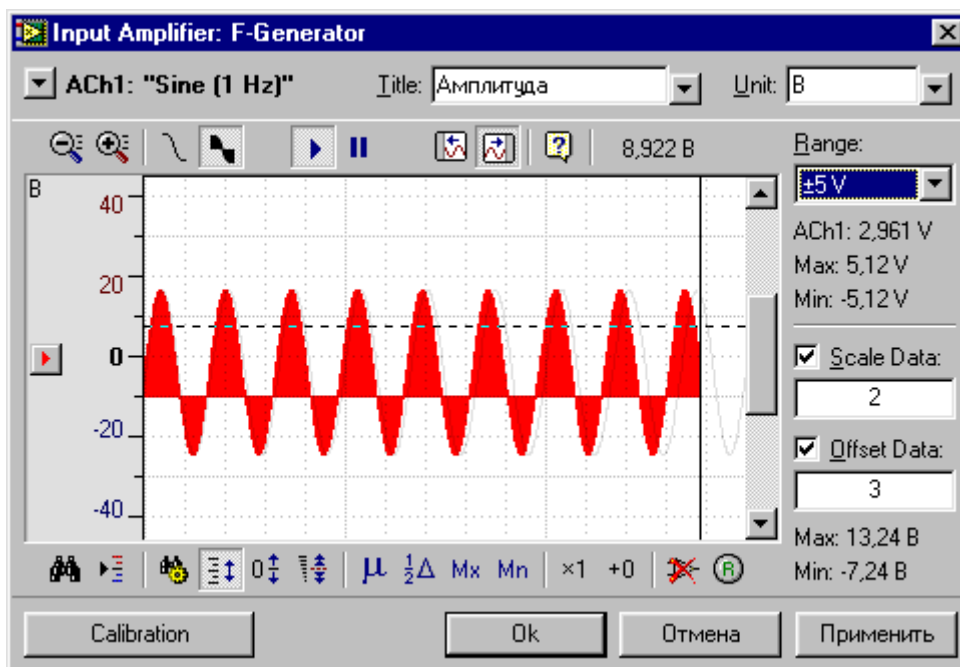 Input Amplifier: F-Generator
ACh1: "Sine (1 Hz)"
Title: Амплитуда
Unit: В
8,922 В
Range:
±5 V
ACh1: 2,961 V
Max: 5,12 V
Min: -5,12 V
Scale Data:
2
Offset Data:
3
Max: 13,24 В
Min: -7,24 В
В
40
20
0
-20
-40
µ ½Δ Mx Mn ×1 +0 R
0
Calibration
Ok
Отмена
Применить